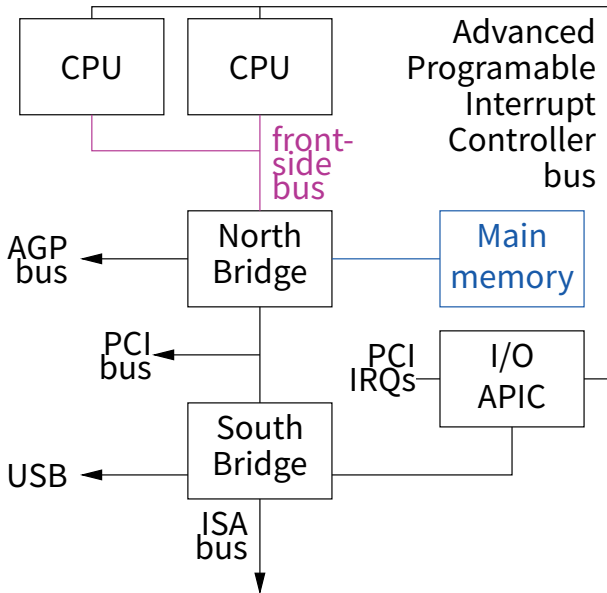 CPU
CPU
Advanced
Programable
Interrupt
Controller
bus
front-
side
bus
AGP
bus
North
Bridge
Main
memory
PCI
bus
PCI
IRQs
I/O
APIC
South
Bridge
USB
ISA
bus